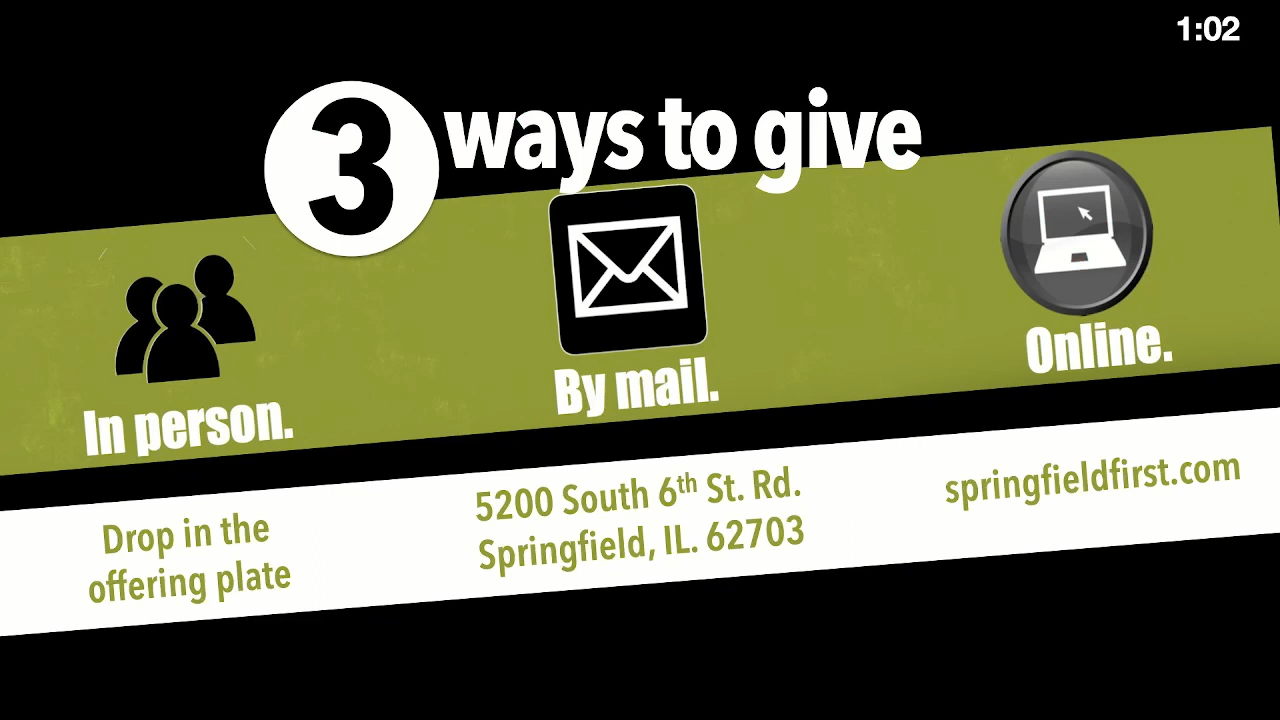 1:02
3 ways to give
In person.
By mail.
Online.
Drop in the
offering plate
5200 South 6th St. Rd.
Springfield, IL. 62703
springfieldfirst.com